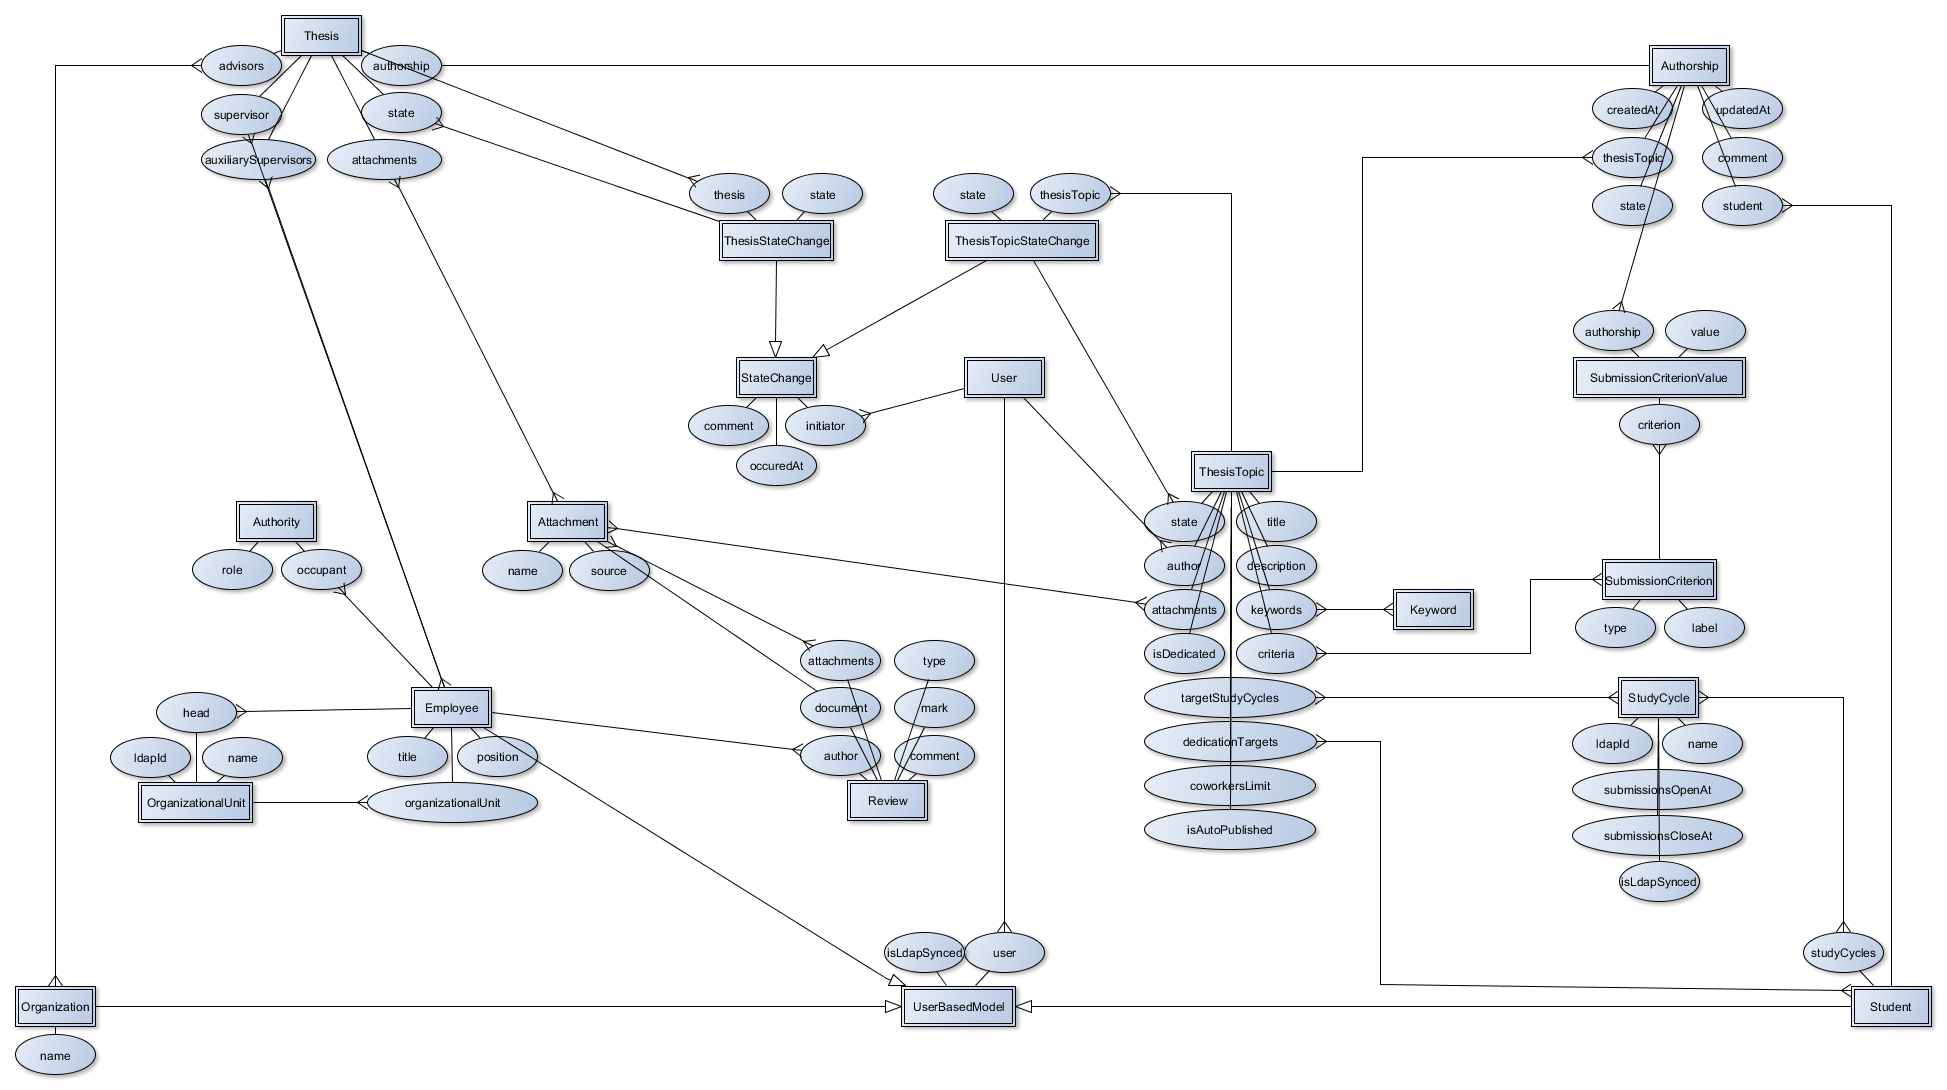 Thesis
advisors
authorship
Authorship
supervisor
state
createdAt
updatedAt
auxiliarySupervisors
attachments
thesisTopic
comment
thesis
state
state
thesisTopic
state
student
ThesisStateChange
ThesisTopicStateChange
authorship
value
StateChange
User
SubmissionCriterionValue
comment
initiator
criterion
occuredAt
ThesisTopic
Authority
Attachment
state
title
role
occupant
name
source
author
description
SubmissionCriterion
attachments
keywords
Keyword
type
label
attachments
type
isDedicated
criteria
head
Employee
document
mark
targetStudyCycles
StudyCycle
ldapId
name
title
position
author
comment
dedicationTargets
ldapId
name
OrganizationalUnit
organizationalUnit
Review
coworkersLimit
submissionsOpenAt
isAutoPublished
submissionsCloseAt
isLdapSynced
isLdapSynced
user
studyCycles
Organization
UserBasedModel
Student
name